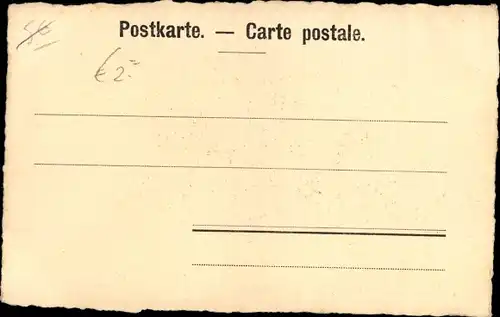 Postkarte. — Carte postale.
€ 2.-